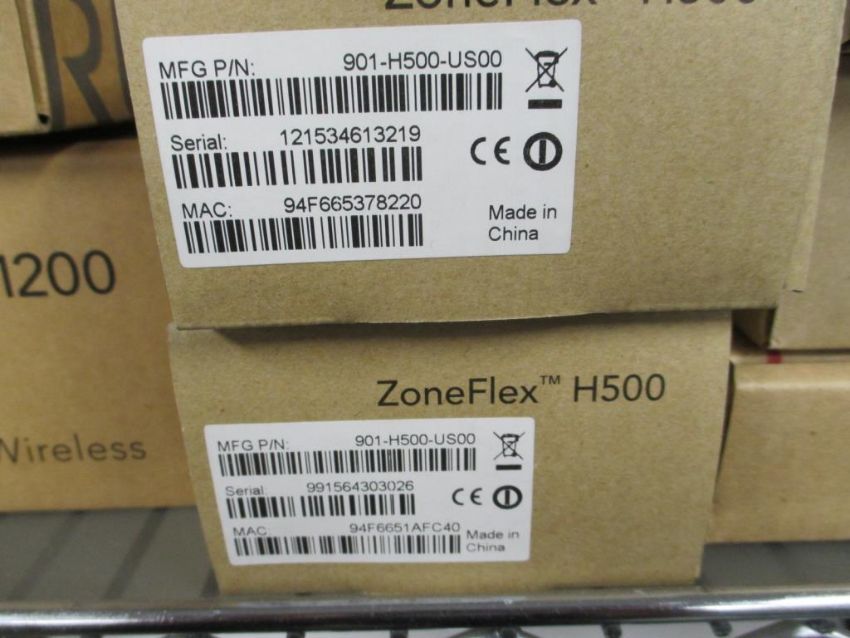 ZoneFlex™ H500
MFG P/N: 901-H500-US00
Serial: 121534613219
MAC: 94F665378220
Made in
China
1200
Wireless
ZoneFlex™ H500
MFG P/N: 901-H500-US00
Serial: 991564303026
MAC: 94F6651AFC40
Made in
China